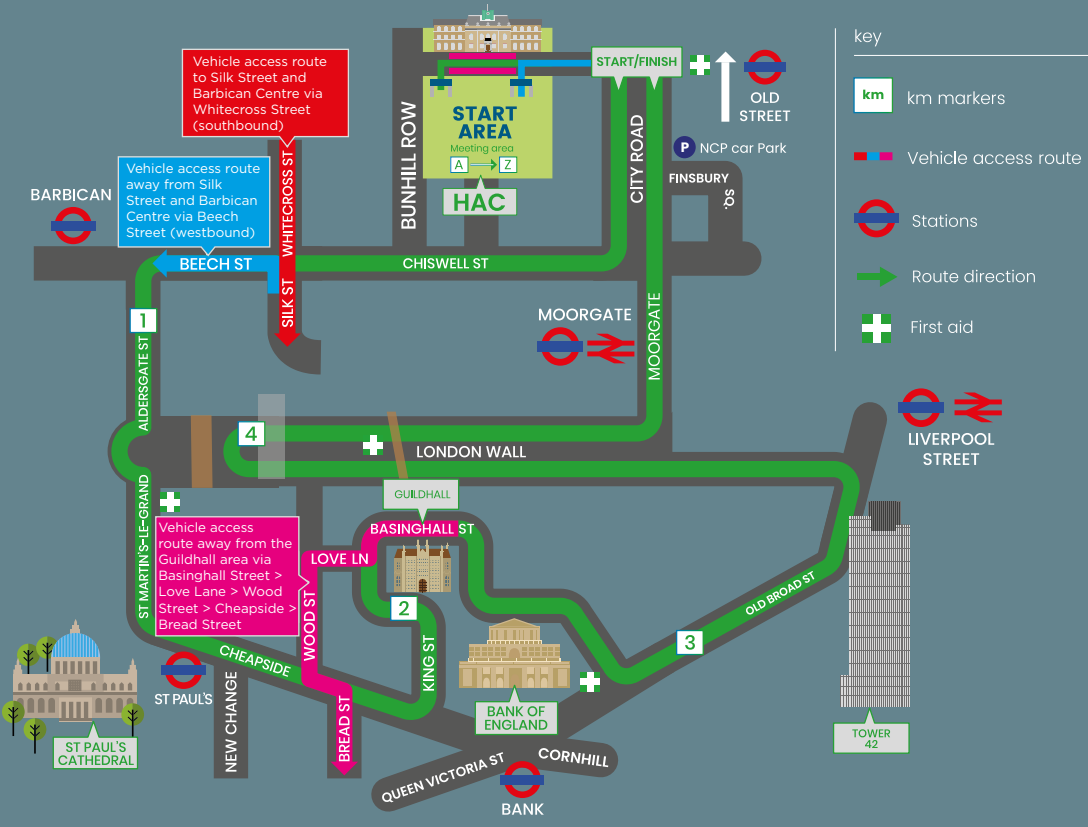 key
km
km markers
Vehicle access route
Stations
Route direction
First aid
START/FINISH
OLD
STREET
P
NCP car Park
FINSBURY
SQ.
START
AREA
Meeting area
A
Z
HAC
BUNHILL ROW
CITY ROAD
Vehicle access route
to Silk Street and
Barbican Centre via
Whitecross Street
(southbound)
Vehicle access route
away from Silk
Street and Barbican
Centre via Beech
Street (westbound)
BARBICAN
WHITECROSS ST
BEECH ST
CHISWELL ST
SILK ST
1
MOORGATE
MOORGATE
ALDERSGATE ST
4
LONDON WALL
LIVERPOOL
STREET
GUILDHALL
ST MARTIN'S-LE-GRAND
Vehicle access
route away from the
Guildhall area via
Basinghall Street >
Love Lane > Wood
Street > Cheapside >
Bread Street
BASINGHALL ST
LOVE LN
WOOD ST
2
KING ST
OLD BROAD ST
3
CHEAPSIDE
ST PAUL'S
NEW CHANGE
BREAD ST
BANK OF
ENGLAND
ST PAUL'S
CATHEDRAL
TOWER
42
QUEEN VICTORIA ST
CORNHILL
BANK